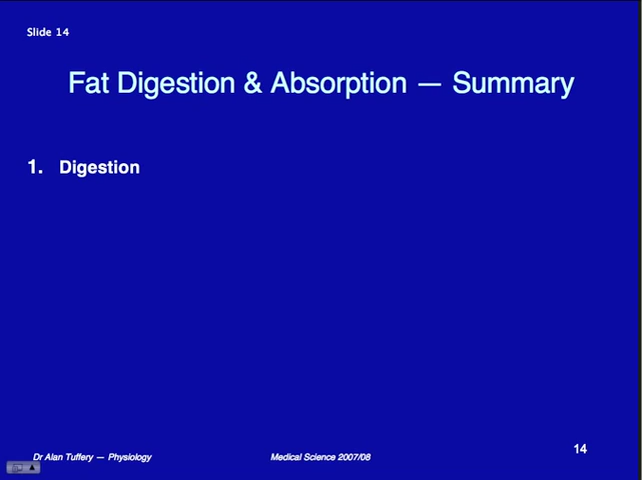 Slide 14
Fat Digestion & Absorption — Summary
1. Digestion
Dr Alan Tuffery — Physiology
Medical Science 2007/08
14